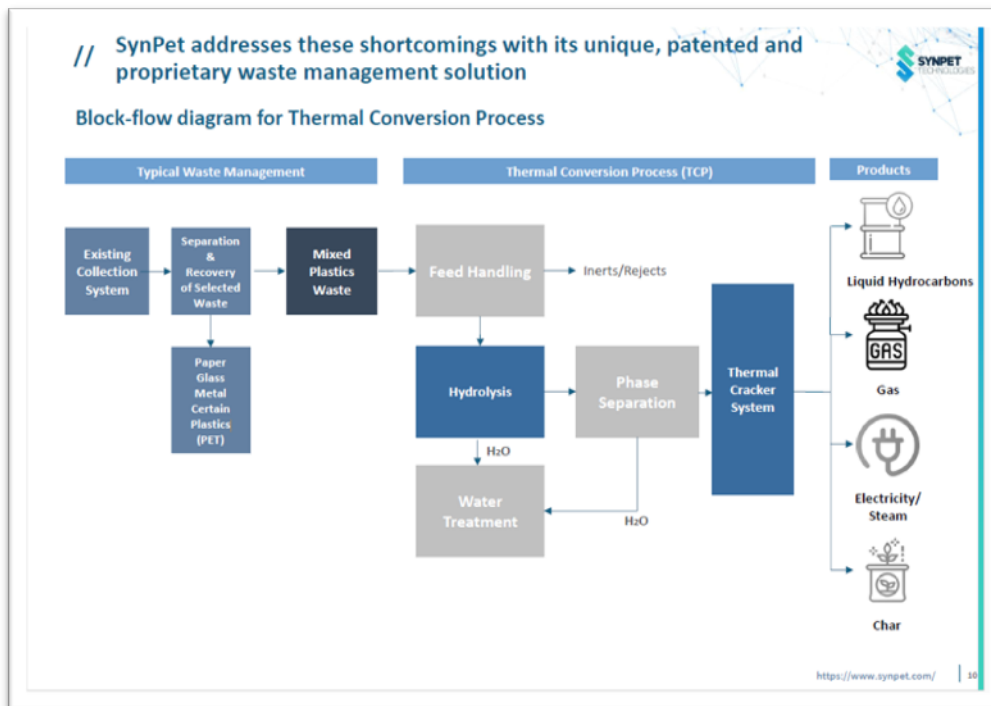 // SynPet addresses these shortcomings with its unique, patented and
proprietary waste management solution
SYNPET
TECHNOLOGIES
Block-flow diagram for Thermal Conversion Process
Typical Waste Management
Thermal Conversion Process (TCP)
Products
Existing
Collection
System
Separation
&
Recovery
of Selected
Waste
Mixed
Plastics
Waste
Feed Handling
Inerts/Rejects
Liquid Hydrocarbons
Paper
Glass
Metal
Certain
Plastics
(PET)
Hydrolysis
Phase
Separation
Thermal
Cracker
System
GAS
Gas
H₂O
Water
Treatment
H₂O
Electricity/
Steam
Char
https://www.synpet.com/
10